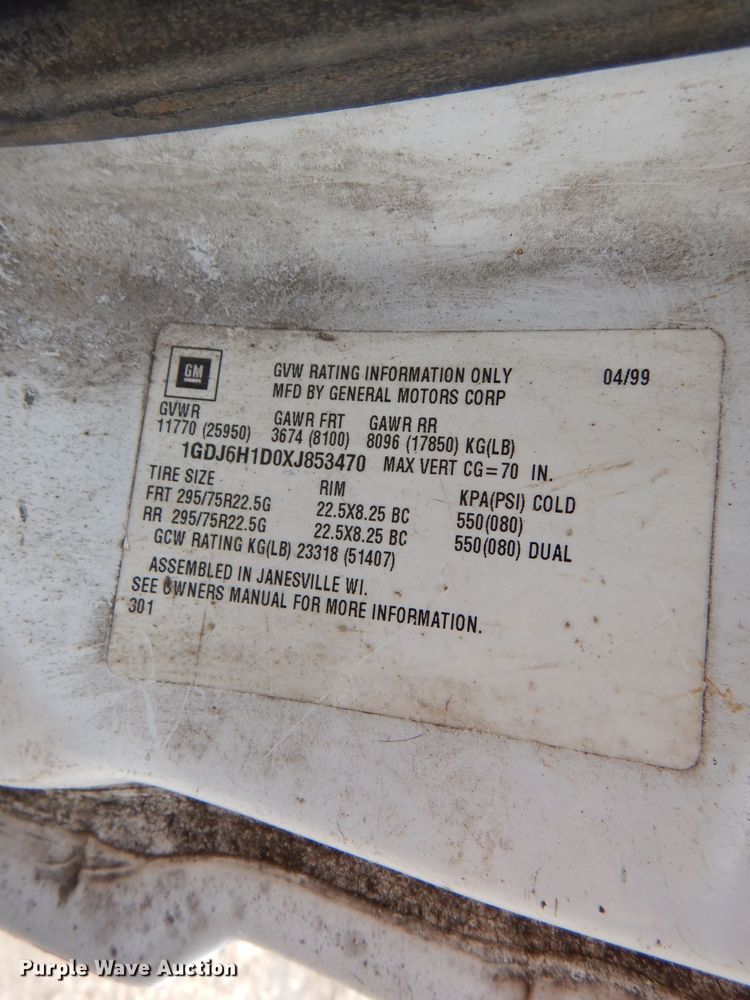 GM
GVW RATING INFORMATION ONLY 04/99
MFD BY GENERAL MOTORS CORP
GVWR GAWR FRT GAWR RR
11770 (25950) 3674 (8100) 8096 (17850) KG(LB)
1GDJ6H1D0XJ853470 MAX VERT CG=70 IN.
TIRE SIZE RIM KPA(PSI) COLD
FRT 295/75R22.5G 22.5X8.25 BC 550(080)
RR 295/75R22.5G 22.5X8.25 BC 550(080) DUAL
GCW RATING KG(LB) 23318 (51407)
ASSEMBLED IN JANESVILLE WI.
SEE OWNERS MANUAL FOR MORE INFORMATION.
301
Purple Wave Auction